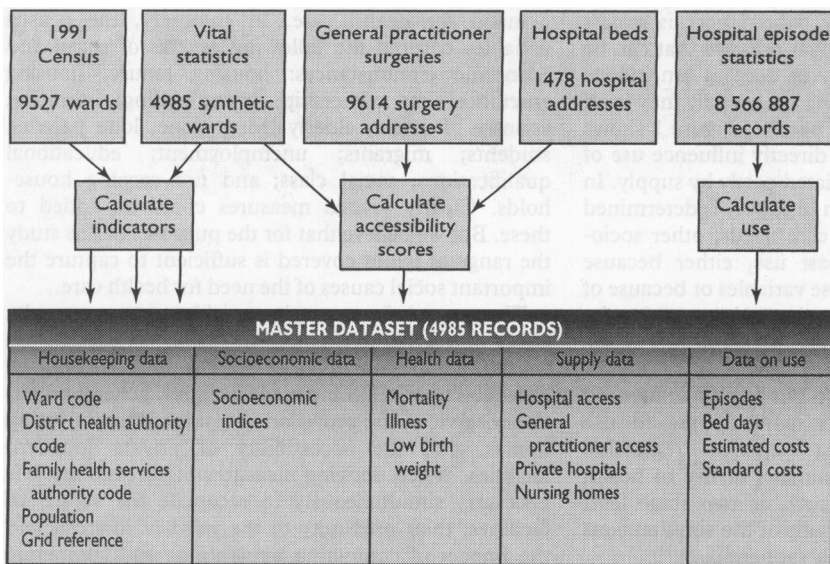 1991
Census
9527 wards
Vital
statistics
4985 synthetic
wards
General practitioner
surgeries
9614 surgery
addresses
Hospital beds
1478 hospital
addresses
Hospital episode
statistics
8 566 887
records
Calculate
indicators
Calculate
accessibility
scores
Calculate
use
MASTER DATASET (4985 RECORDS)
Housekeeping data
Ward code
District health authority
code
Family health services
authority code
Population
Grid reference
Socioeconomic data
Socioeconomic
indices
Health data
Mortality
Illness
Low birth
weight
Supply data
Hospital access
General
practitioner access
Private hospitals
Nursing homes
Data on use
Episodes
Bed days
Estimated costs
Standard costs